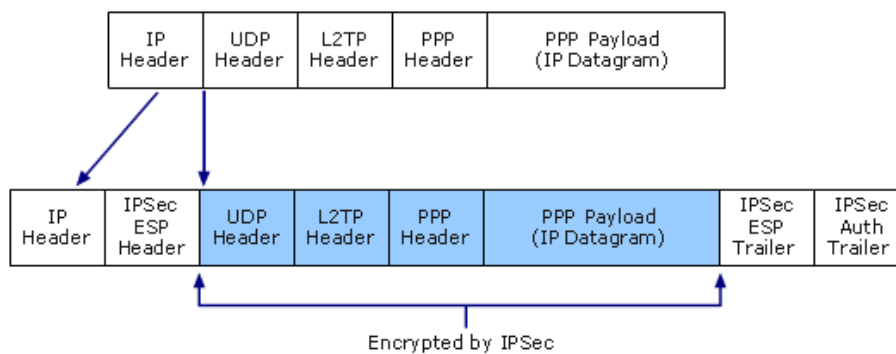 IP
Header
UDP
Header
L2TP
Header
PPP
Header
PPP Payload
(IP Datagram)
IP
Header
IPSec
ESP
Header
UDP
Header
L2TP
Header
PPP
Header
PPP Payload
(IP Datagram)
IPSec
ESP
Trailer
IPSec
Auth
Trailer
Encrypted by IPSec